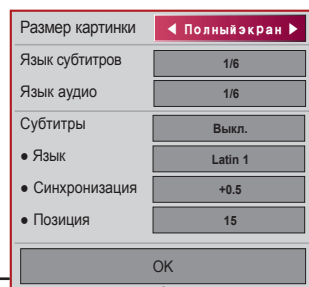 Размер картинки ◀ Полныйэкран ▶
Язык субтитров 1/6
Язык аудио 1/6
Субтитры Выкл.
● Язык Latin 1
● Синхронизация +0.5
● Позиция 15
OK